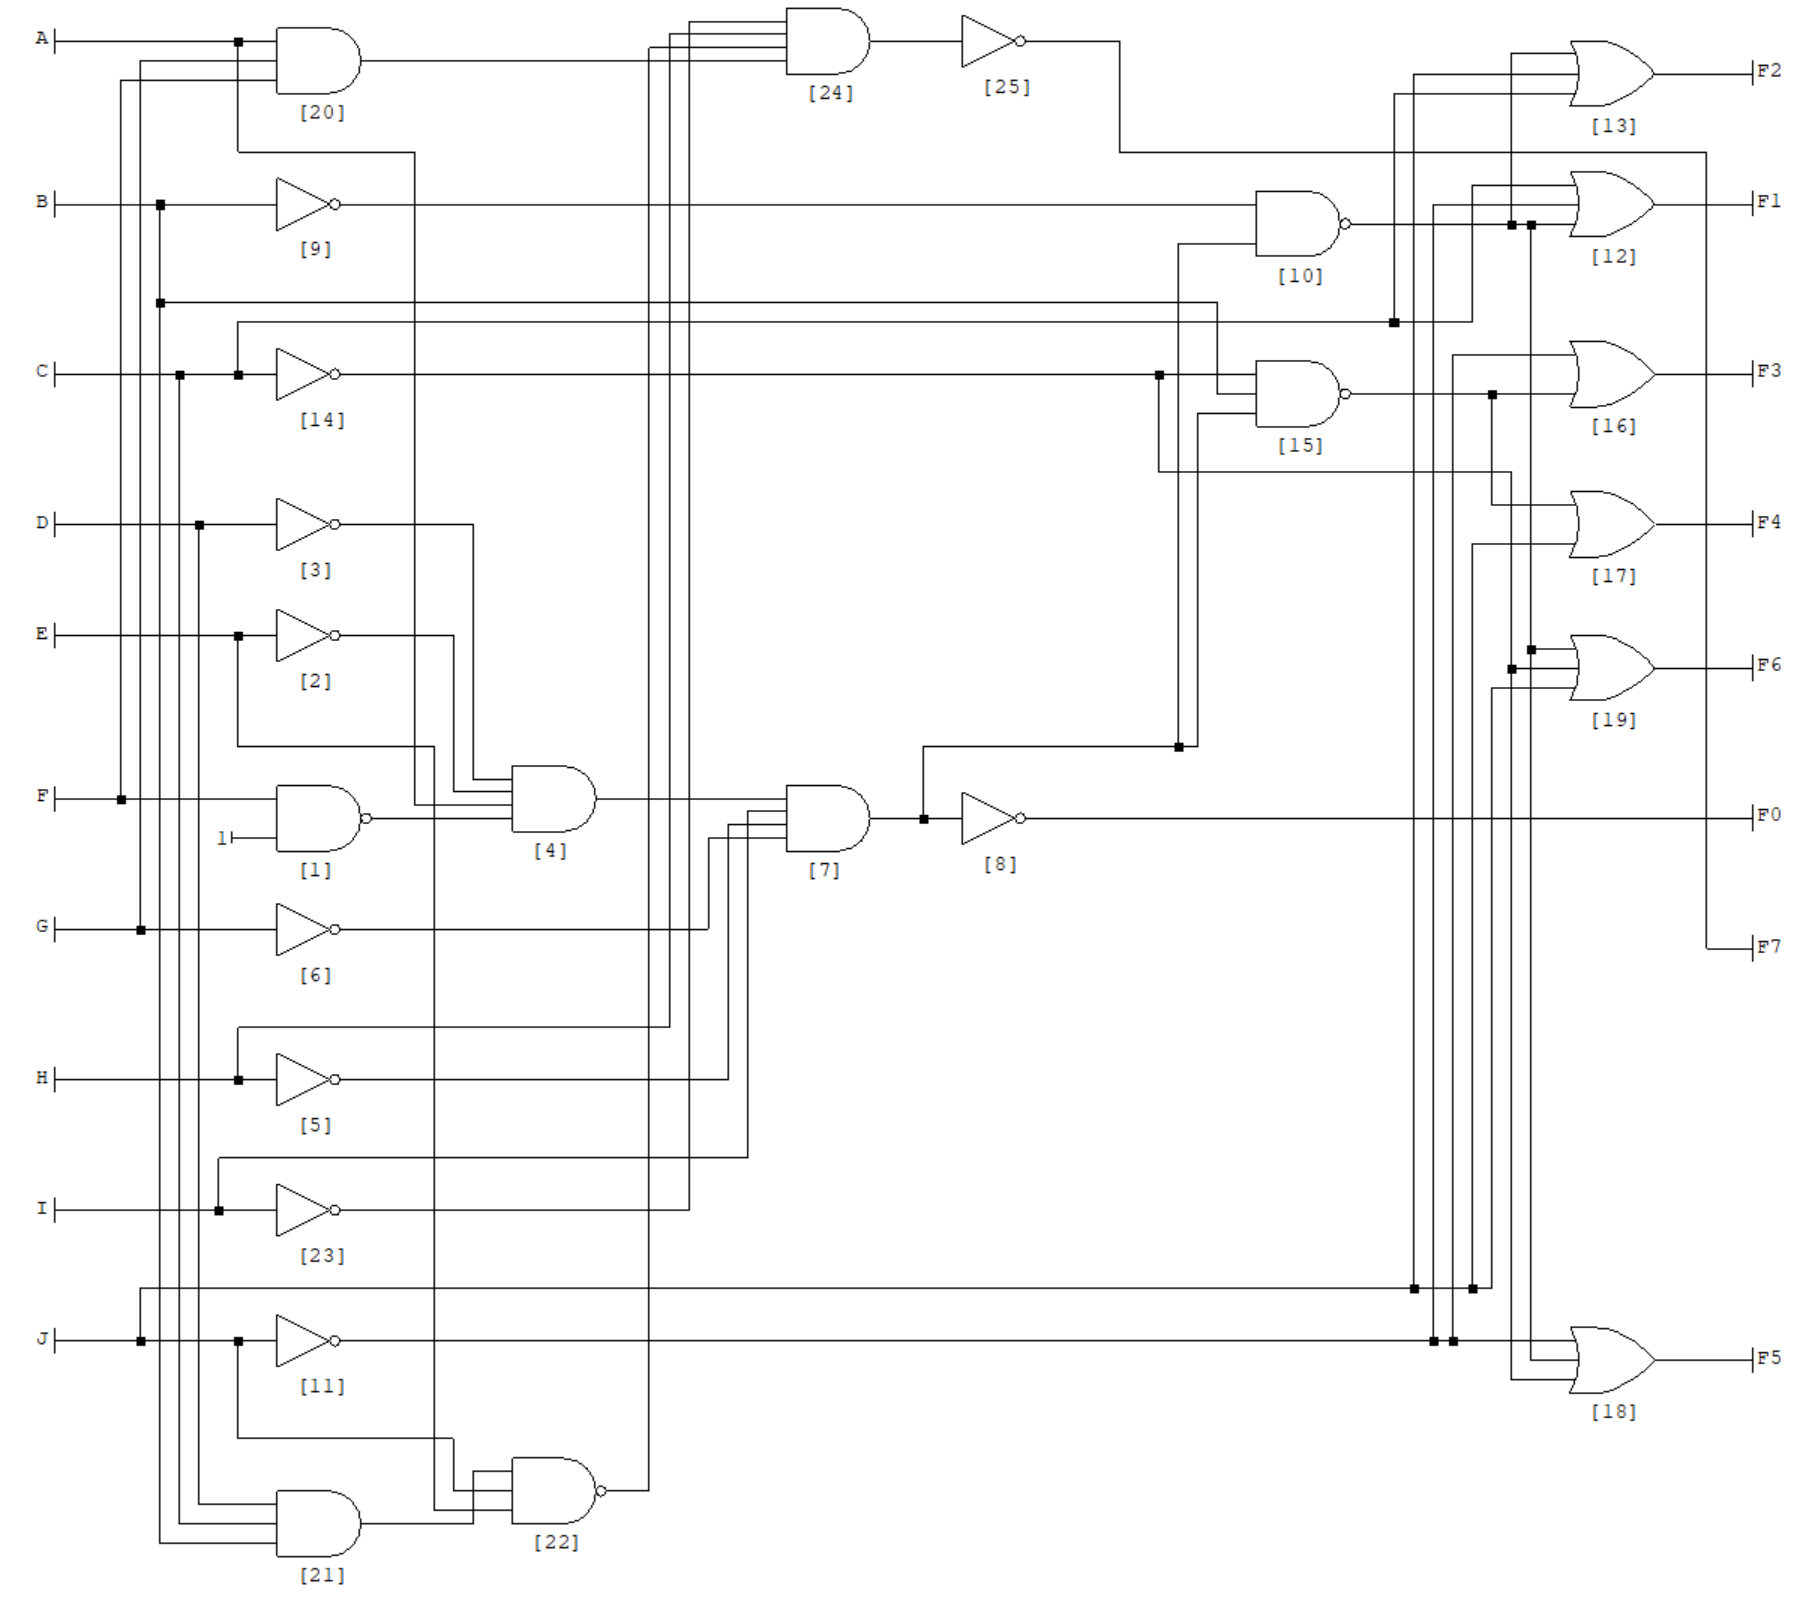 A
F2
[20]
[24]
[25]
[13]
B
F1
[9]
[10]
[12]
C
F3
[14]
[15]
[16]
D
F4
[3]
[17]
E
F6
[2]
[19]
F
1
F0
[1]
[4]
[7]
[8]
G
F7
[6]
H
[5]
I
[23]
J
F5
[11]
[18]
[22]
[21]